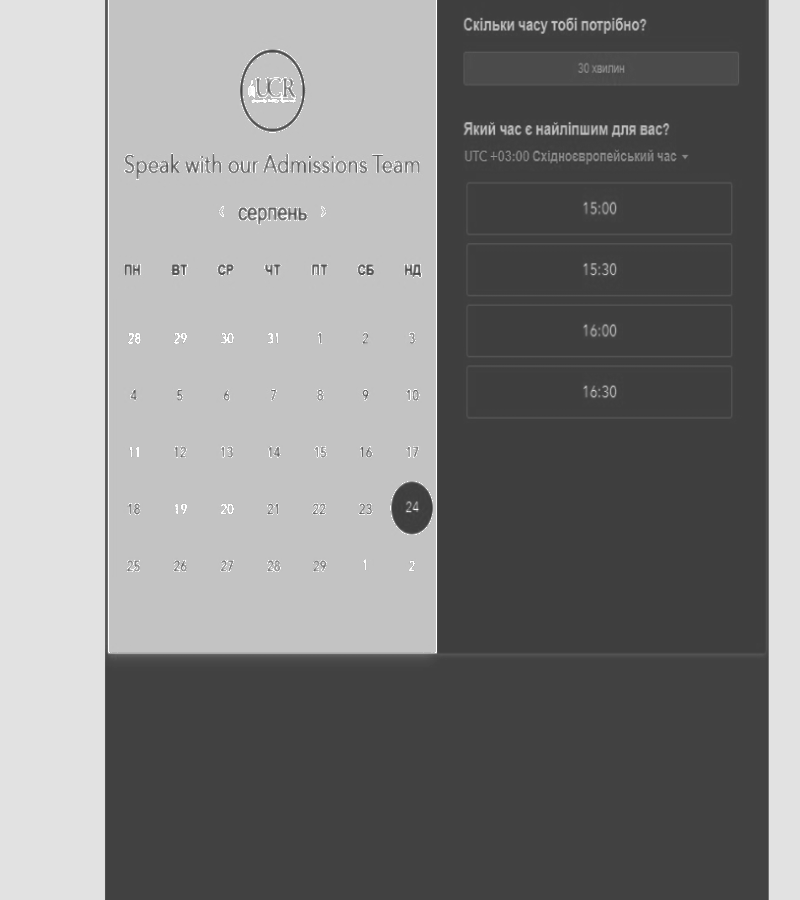 UCR
Speak with our Admissions Team
серпень
ПН ВТ СР ЧТ ПТ СБ НД
28 29 30 31 1 2 3
4 5 6 7 8 9 10
11 12 13 14 15 16 17
18 19 20 21 22 23 24
25 26 27 28 29 1 2
Скільки часу тобі потрібно?
30 хвилин
Який час є найліпшим для вас?
UTC +03:00 Східноєвропейський час
15:00
15:30
16:00
16:30